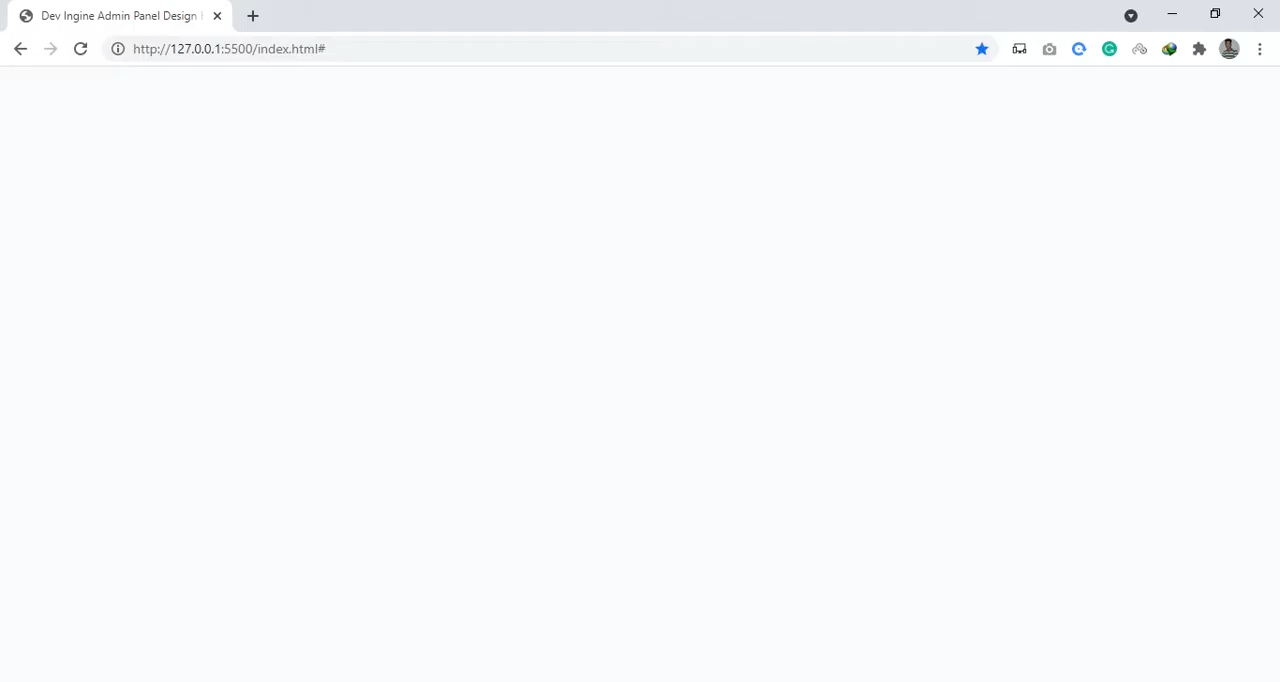 Dev Ingine Admin Panel Design
http://127.0.0.1:5500/index.html#